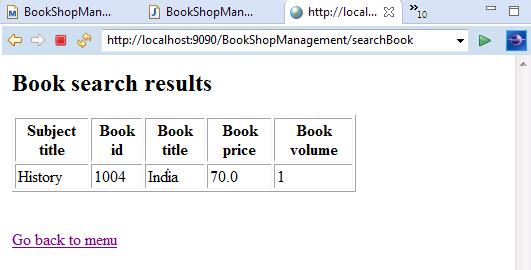 BookShopMan... BookShopMan... http://local... »10
http://localhost:9090/BookShopManagement/searchBook
Book search results
Subject title Book id Book title Book price Book volume
History 1004 India 70.0 1
Go back to menu